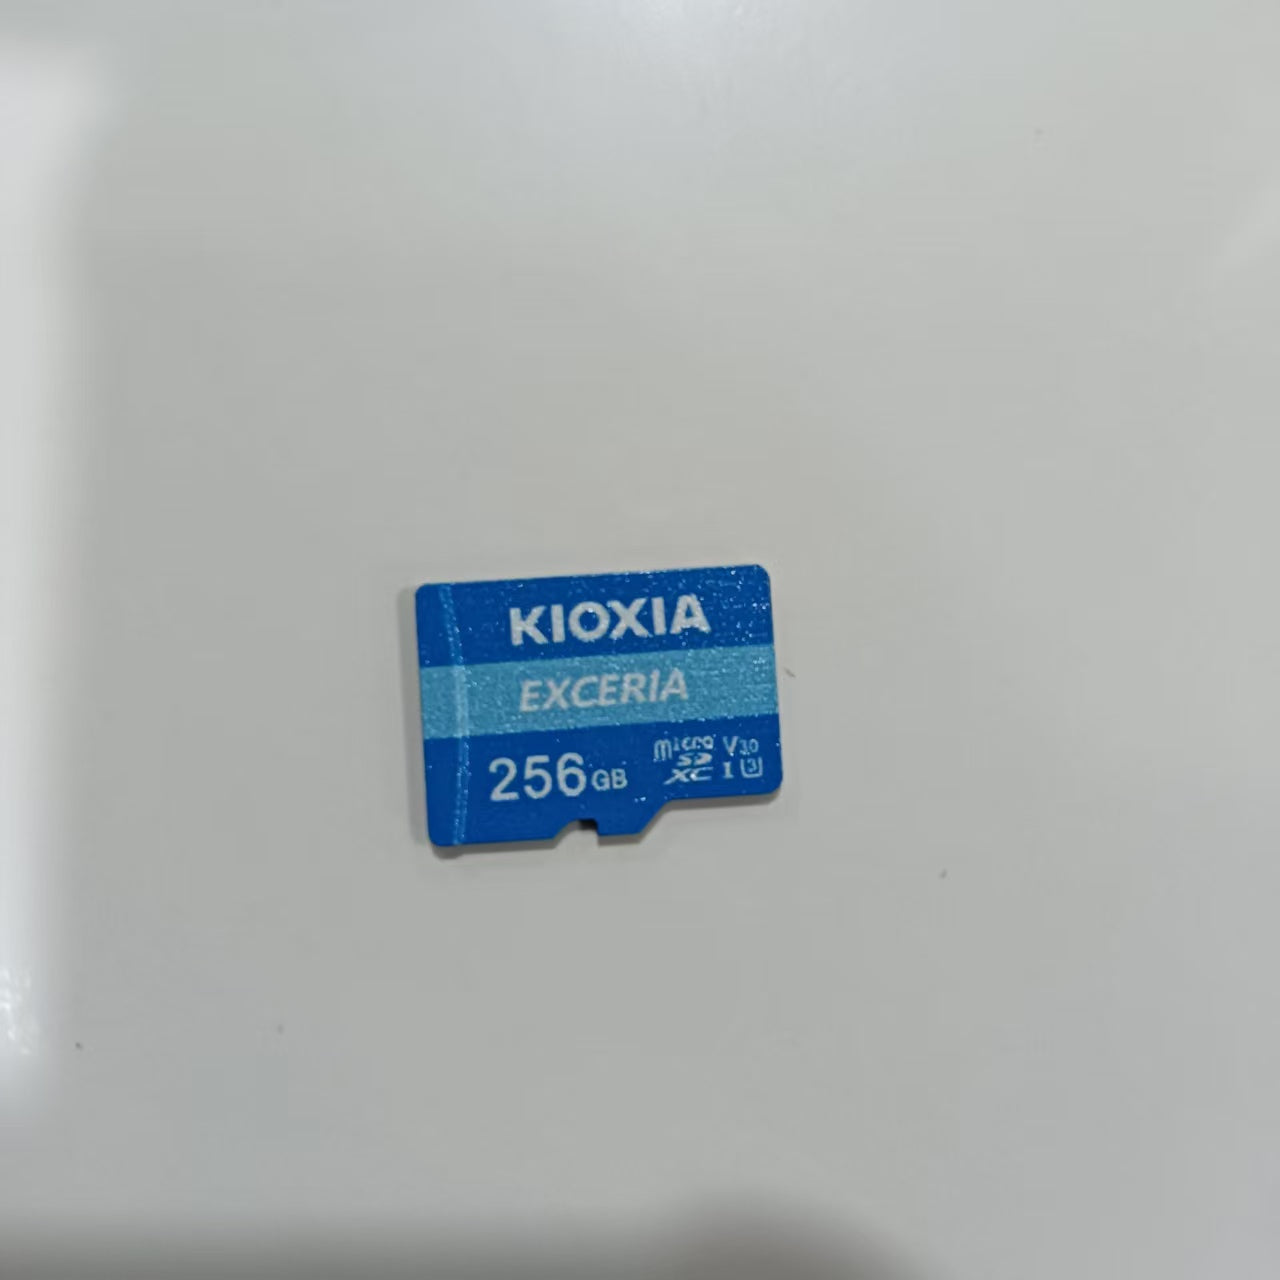 KIOXIA
EXCERIA
256GB
micro SD XC
V30
I 3